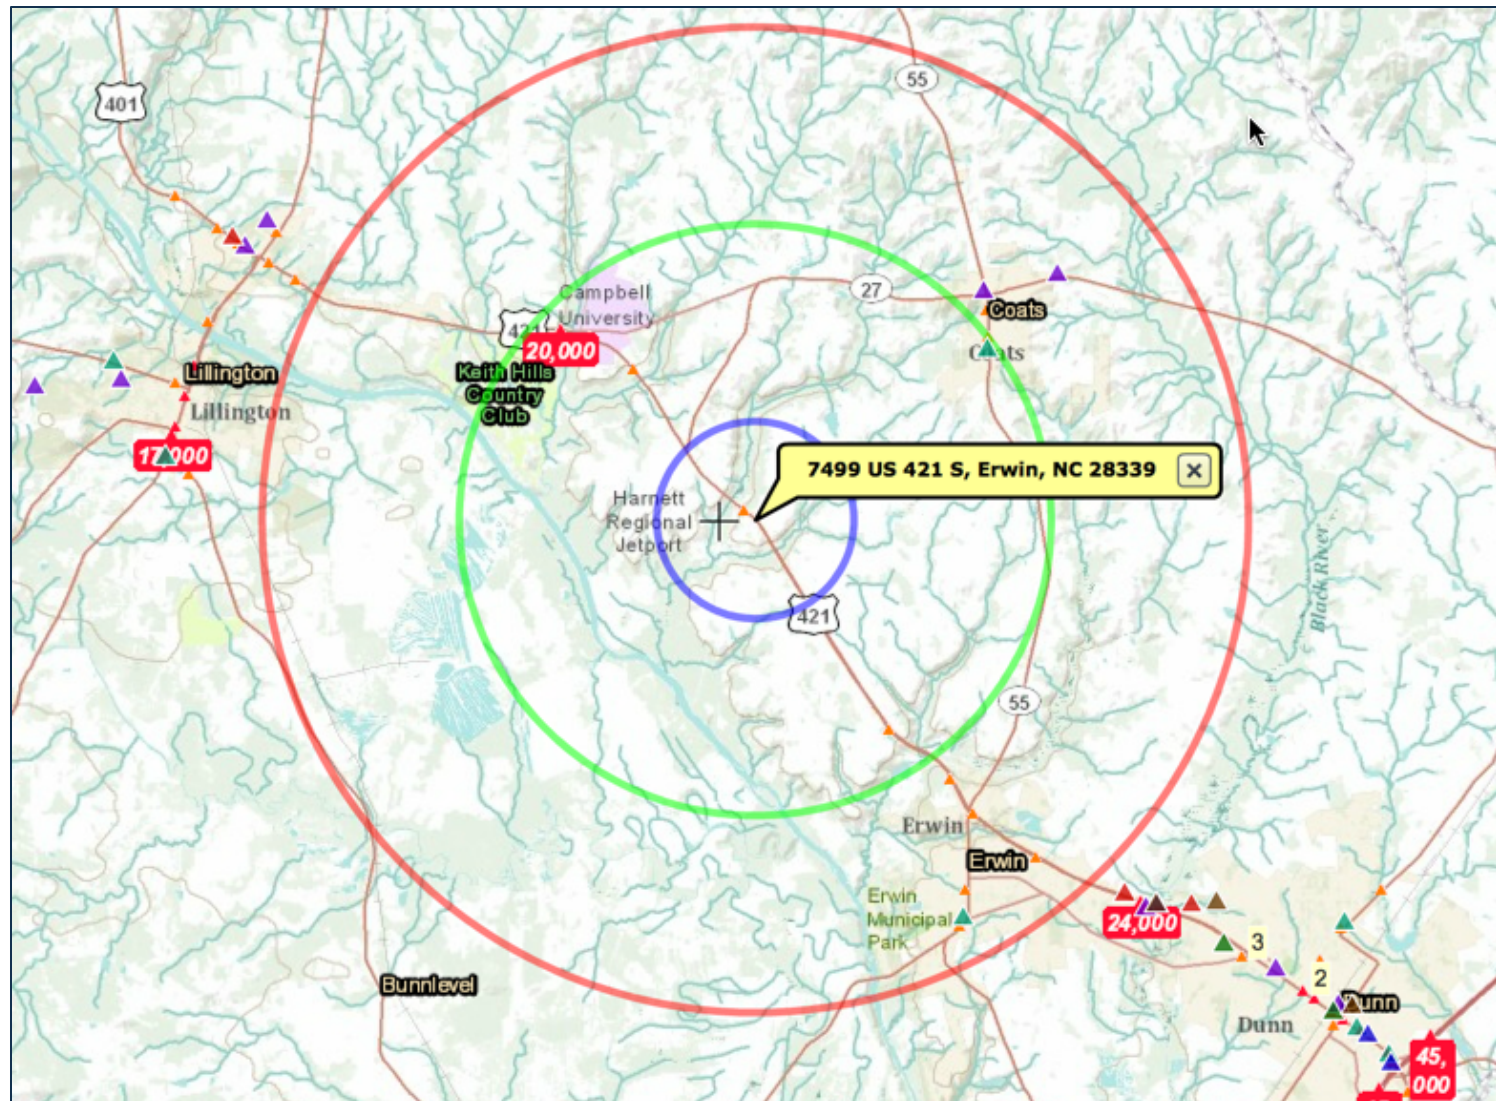 55
401
Campbell
University
27
Coats
421
20,000
Coats
Keith Hills
Country
Club
Lillington
Lillington
17,000
7499 US 421 S, Erwin, NC 28339
Harnett
Regional
Jetport
Black River
421
55
Erwin
Erwin
Erwin
Municipal
Park
24,000
3
2
Bunnlevel
Dunn
Dunn
45,
000